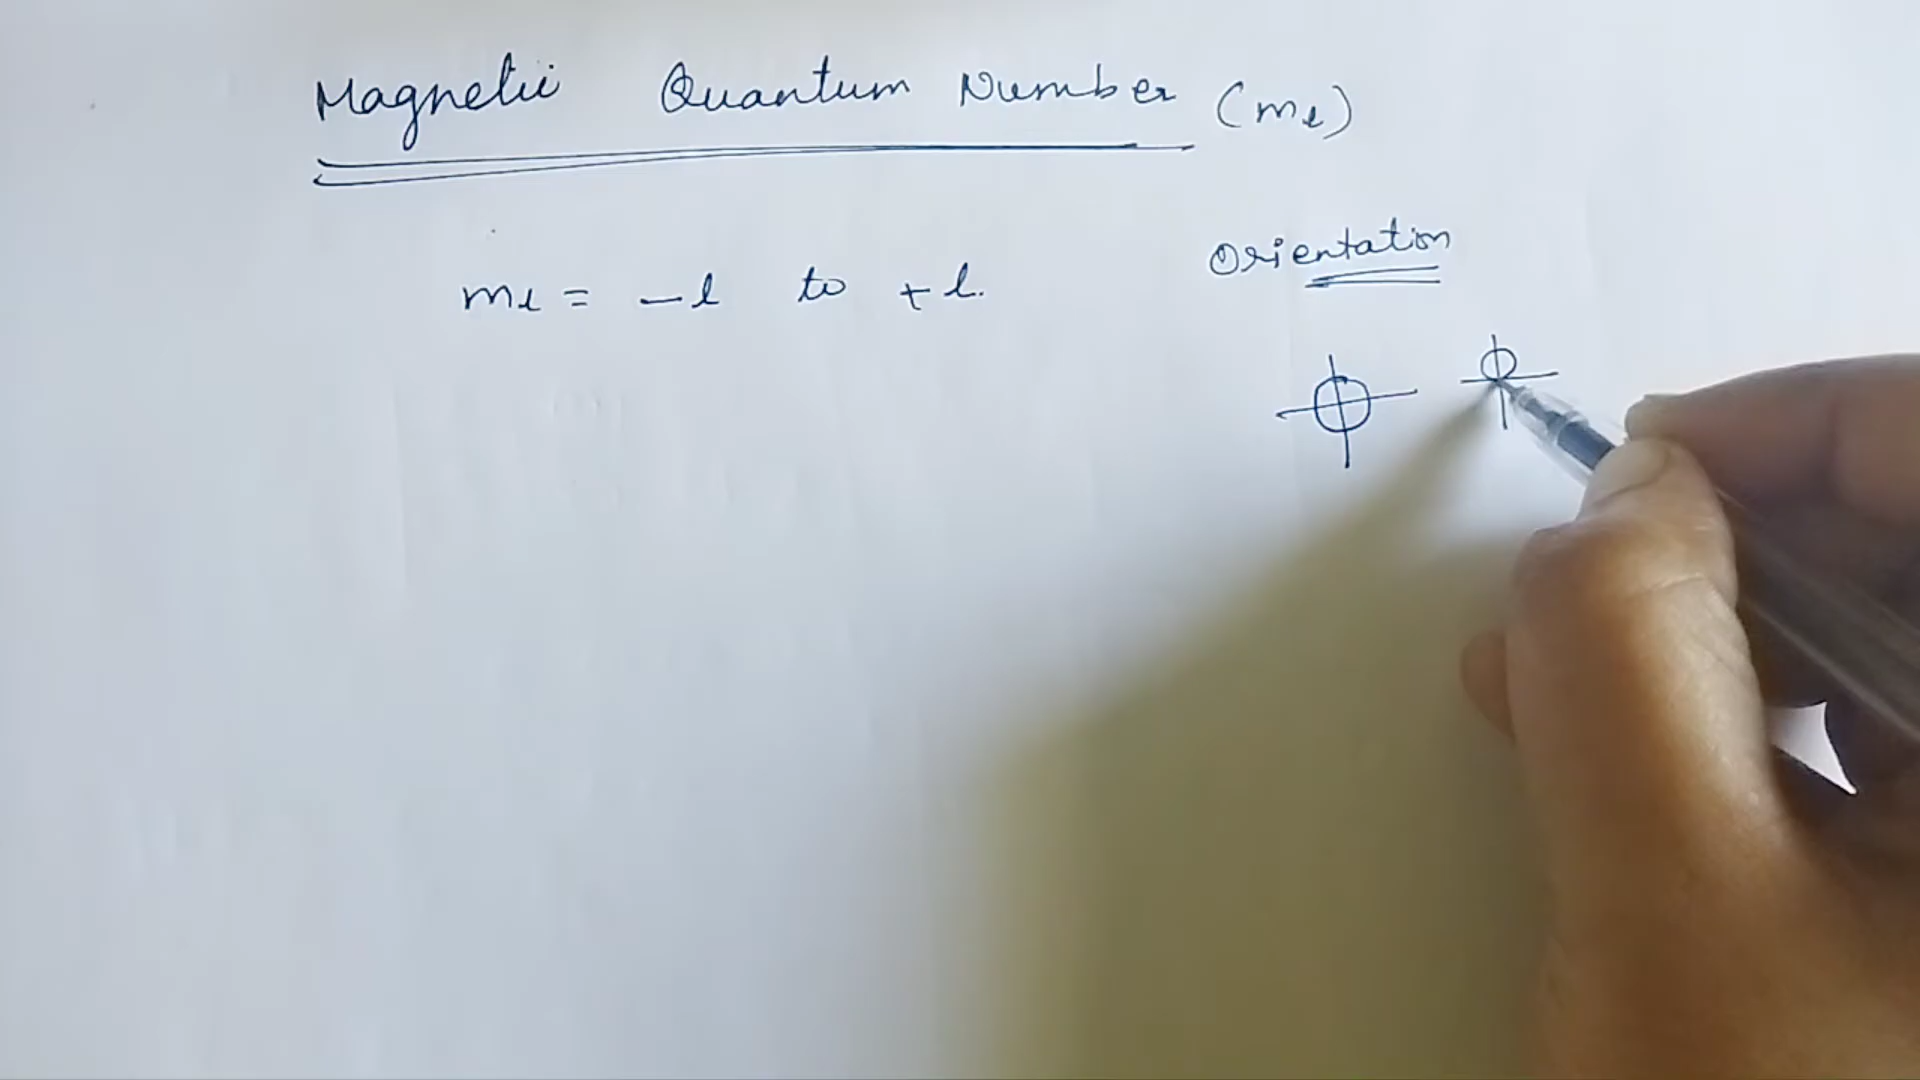 Magnetic Quantum Number (ml)
Orientation
ml = -l to +l.